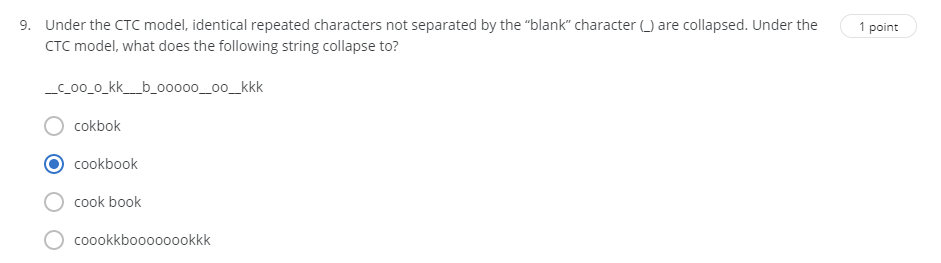 9. Under the CTC model, identical repeated characters not separated by the “blank” character (_) are collapsed. Under the
1 point
CTC model, what does the following string collapse to?
__c_oo_o_kk___b_ooooo__oo__kkk
cokbok
cookbook
cook book
coookkboooooookkk